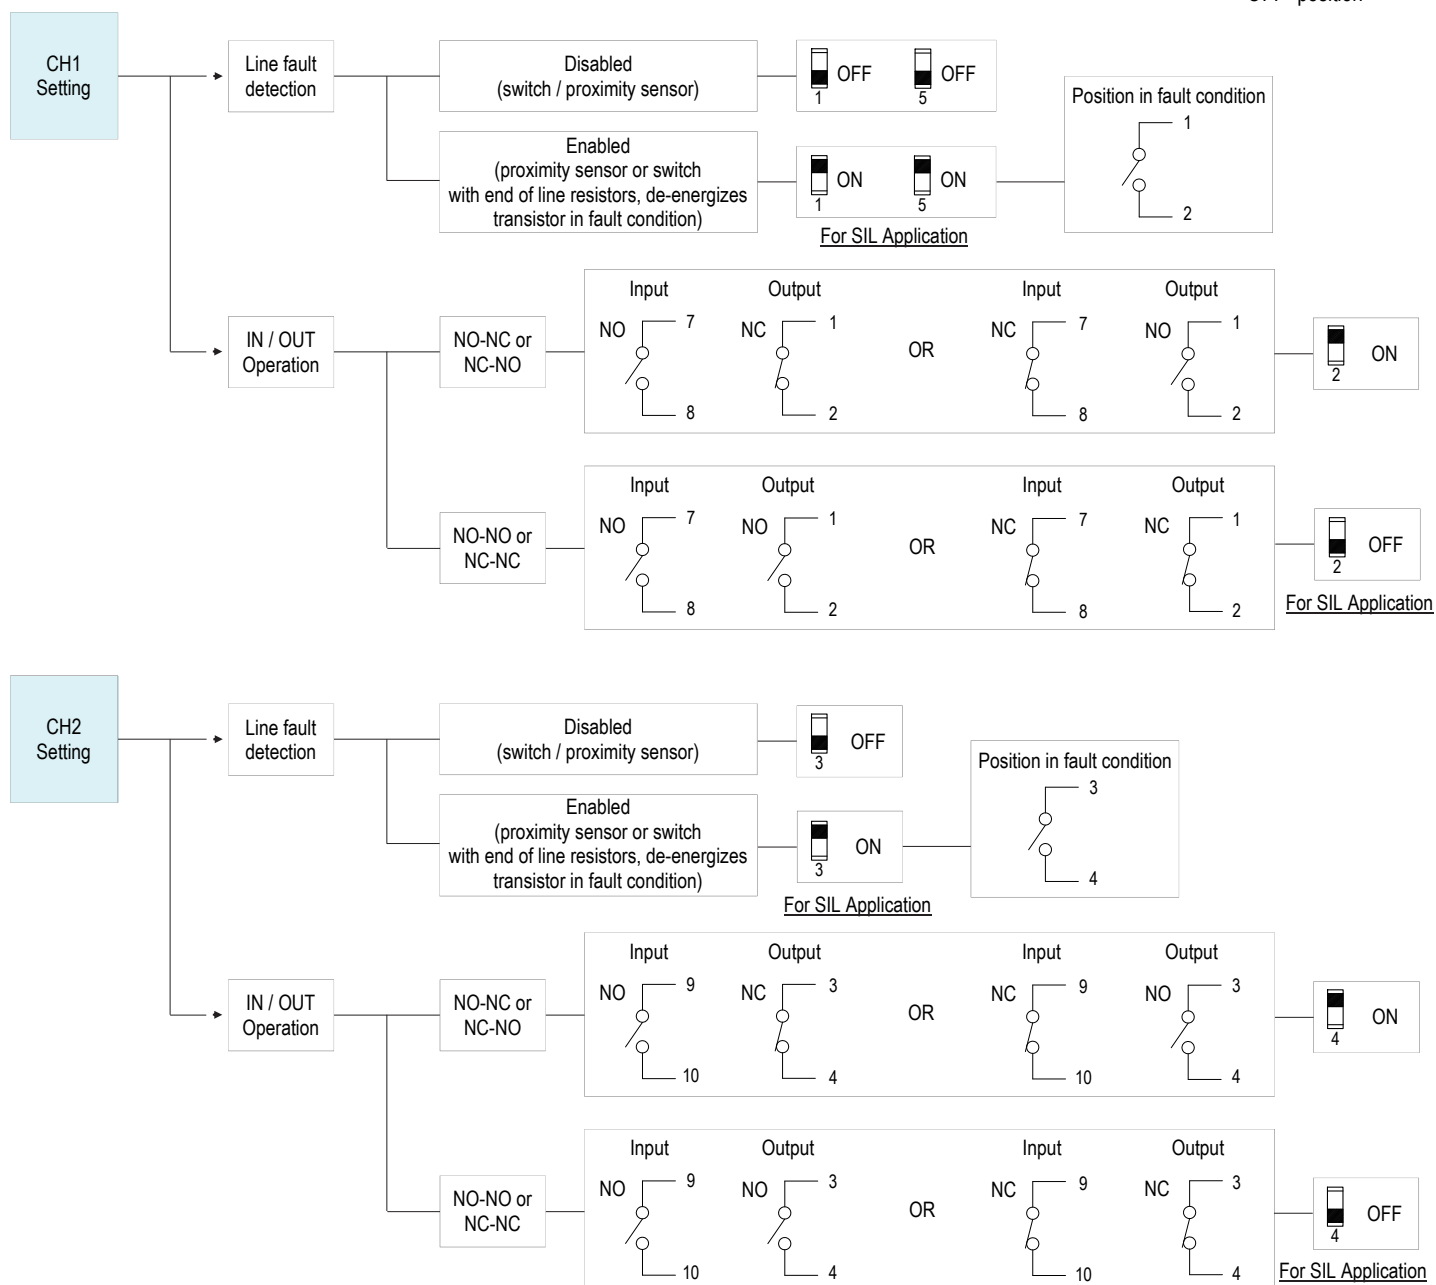 CH1
Setting
Line fault
detection
Disabled
(switch / proximity sensor)
1
OFF
5
OFF
Enabled
(proximity sensor or switch
with end of line resistors, de-energizes
transistor in fault condition)
1
ON
5
ON
For SIL Application
Position in fault condition
1
2
IN / OUT
Operation
NO-NC or
NC-NO
Input
Output
Input
Output
NO
7
NC
1
OR
NC
7
NO
1
8
2
8
2
2
ON
NO-NO or
NC-NC
Input
Output
Input
Output
NO
7
NO
1
OR
NC
7
NC
1
8
2
8
2
2
OFF
For SIL Application
CH2
Setting
Line fault
detection
Disabled
(switch / proximity sensor)
3
OFF
Enabled
(proximity sensor or switch
with end of line resistors, de-energizes
transistor in fault condition)
3
ON
For SIL Application
Position in fault condition
3
4
IN / OUT
Operation
NO-NC or
NC-NO
Input
Output
Input
Output
NO
9
NC
3
OR
NC
9
NO
3
10
4
10
4
4
ON
NO-NO or
NC-NC
Input
Output
Input
Output
NO
9
NO
3
OR
NC
9
NC
3
10
4
10
4
4
OFF
For SIL Application